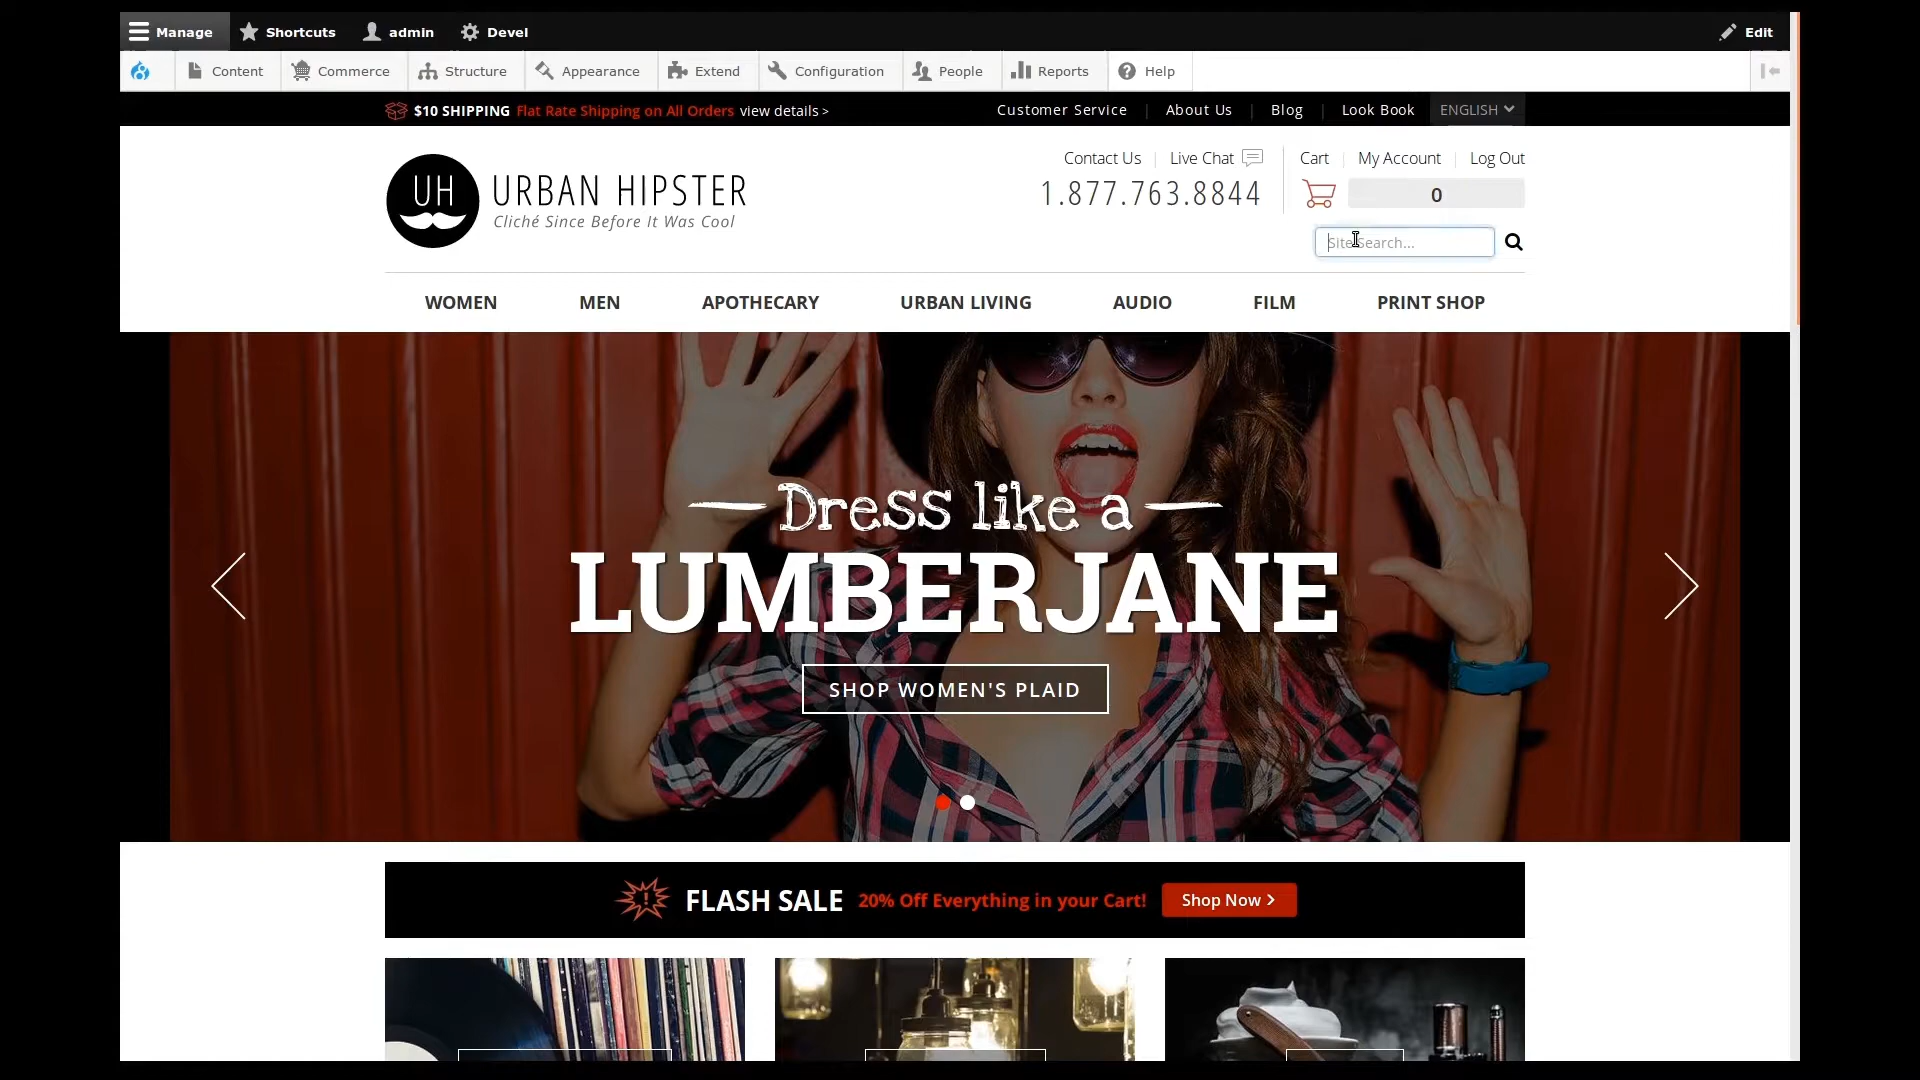 Manage Shortcuts admin Devel Edit
Content Commerce Structure Appearance Extend Configuration People Reports Help
$10 SHIPPING Flat Rate Shipping on All Orders view details >
Customer Service | About Us | Blog | Look Book ENGLISH
Contact Us | Live Chat
Cart | My Account | Log Out
1.877.763.8844
0
UH URBAN HIPSTER
Cliché Since Before It Was Cool
Site Search...
WOMEN MEN APOTHECARY URBAN LIVING AUDIO FILM PRINT SHOP
Dress like a
LUMBERJANE
SHOP WOMEN'S PLAID
FLASH SALE 20% Off Everything in your Cart! Shop Now >